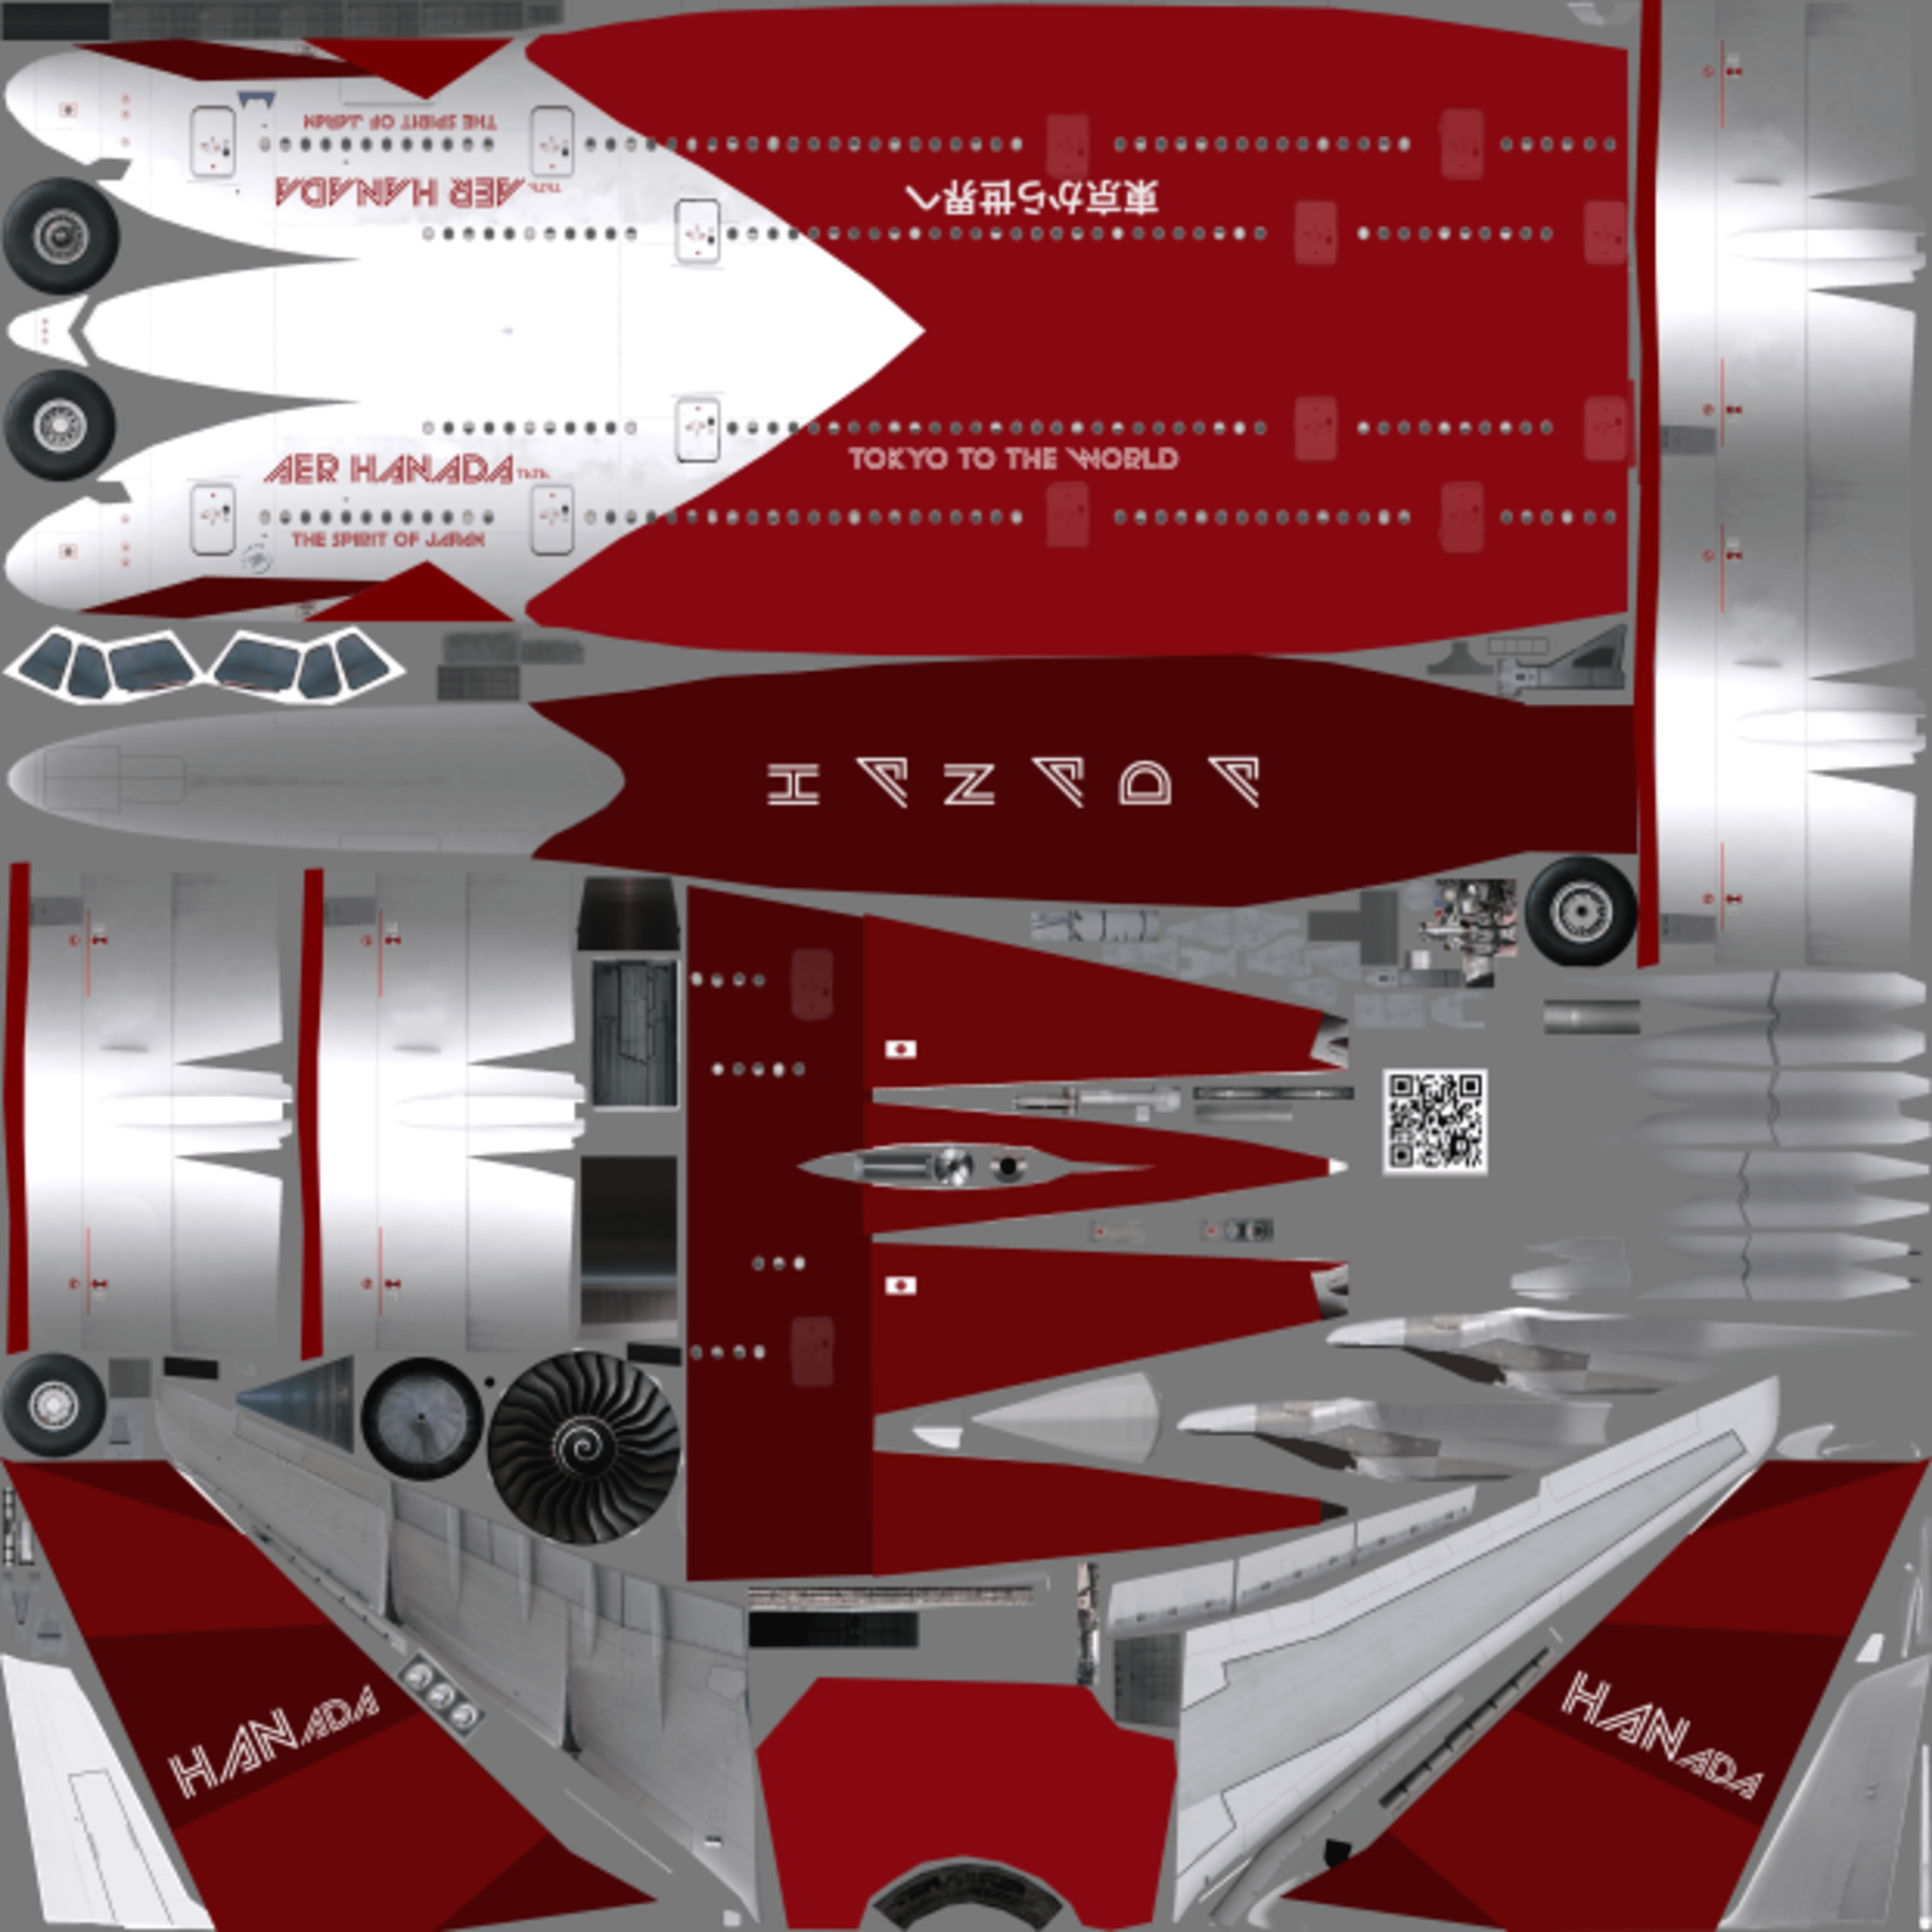 THE SPIRIT OF JAPAN
AER HANADA
東京から世界へ
AER HANADA
TOKYO TO THE WORLD
THE SPIRIT OF JAPAN
HANADA
HANADA
HANADA